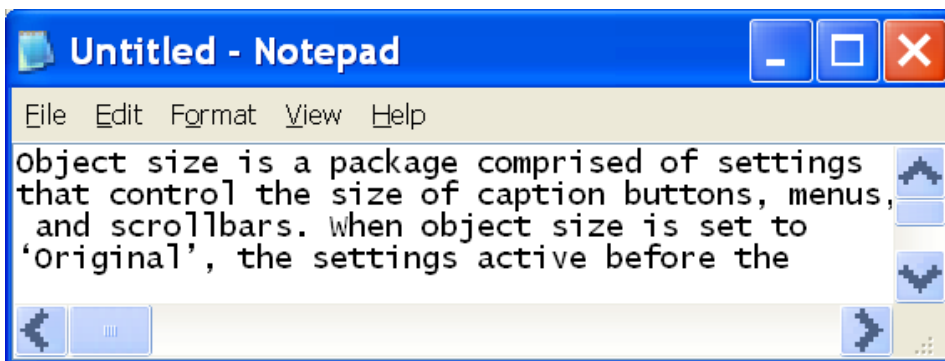 Untitled - Notepad
File Edit Format View Help
Object size is a package comprised of settings
that control the size of caption buttons, menus,
and scrollbars. When object size is set to
‘Original’, the settings active before the